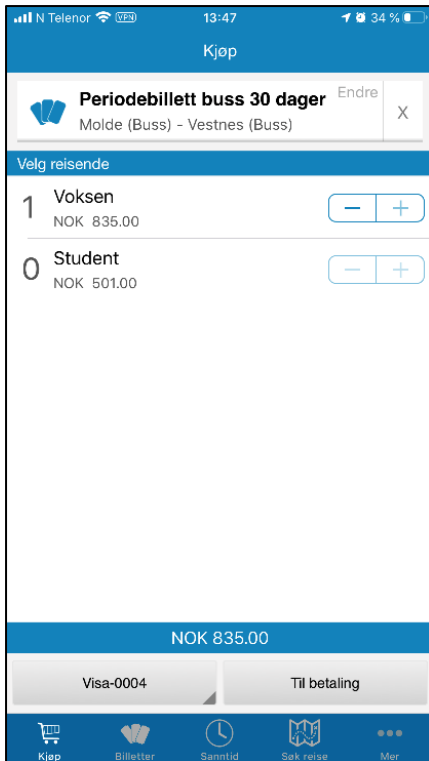 N Telenor VPN 13:47 34 %
Kjøp
Periodebillett buss 30 dager Endre
Molde (Buss) - Vestnes (Buss) X
Velg reisende
1 Voksen
NOK 835.00 − +
0 Student
NOK 501.00 − +
NOK 835.00
Visa-0004 Til betaling
Kjøp Billetter Sanntid Søk reise Mer